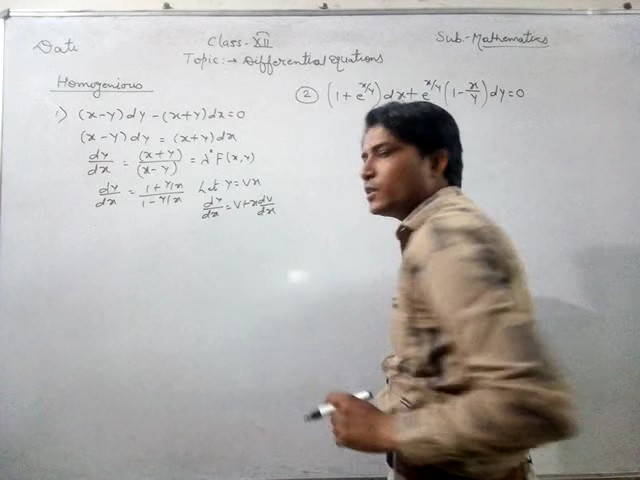 Date
Class - XII
Sub:- Mathematics
Topic:→ Differential equations
Homogenious
1) (x-y)dy - (x+y)dx=0
(x-y)dy = (x+y)dx
dy/dx = (x+y)/(x-y) = λ° F(x,y)
dy/dx = (1+y/x)/(1-y/x) Let y=vx
dy/dx = v+x dv/dx
② (1+e^{x/y})dx + e^{x/y}(1-x/y)dy=0